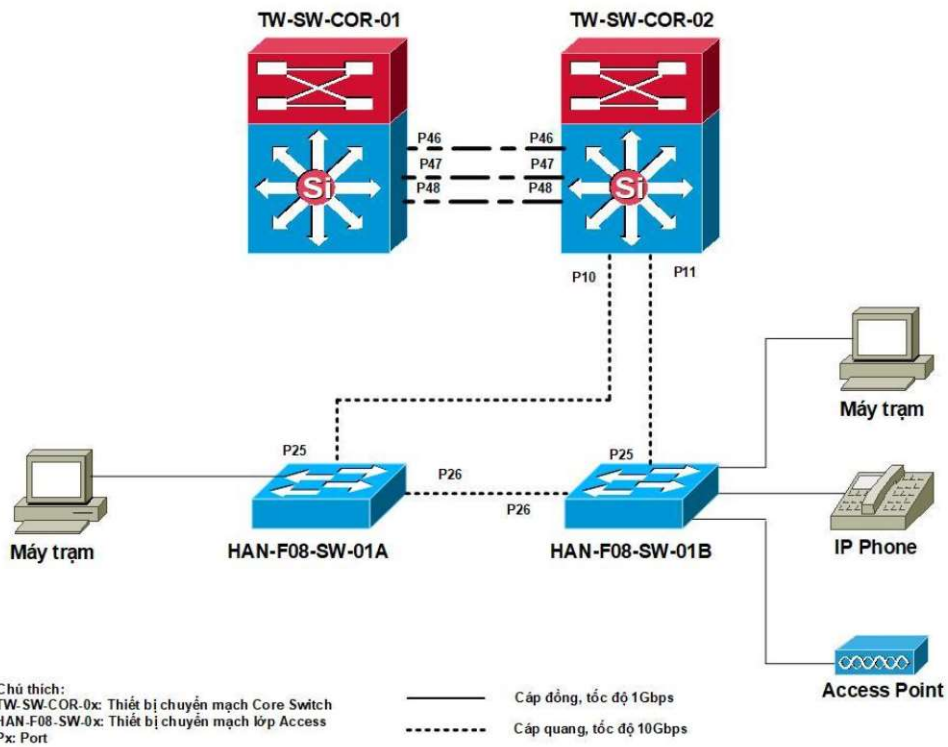 TW-SW-COR-01
TW-SW-COR-02
Si
Si
P46
P46
P47
P47
P48
P48
P10
P11
Máy trạm
P25
P25
P26
P26
Máy trạm
HAN-F08-SW-01A
HAN-F08-SW-01B
IP Phone
Access Point
Chú thích:
TW-SW-COR-0x: Thiết bị chuyển mạch Core Switch
HAN-F08-SW-0x: Thiết bị chuyển mạch lớp Access
Px: Port
Cáp đồng, tốc độ 1Gbps
Cáp quang, tốc độ 10Gbps